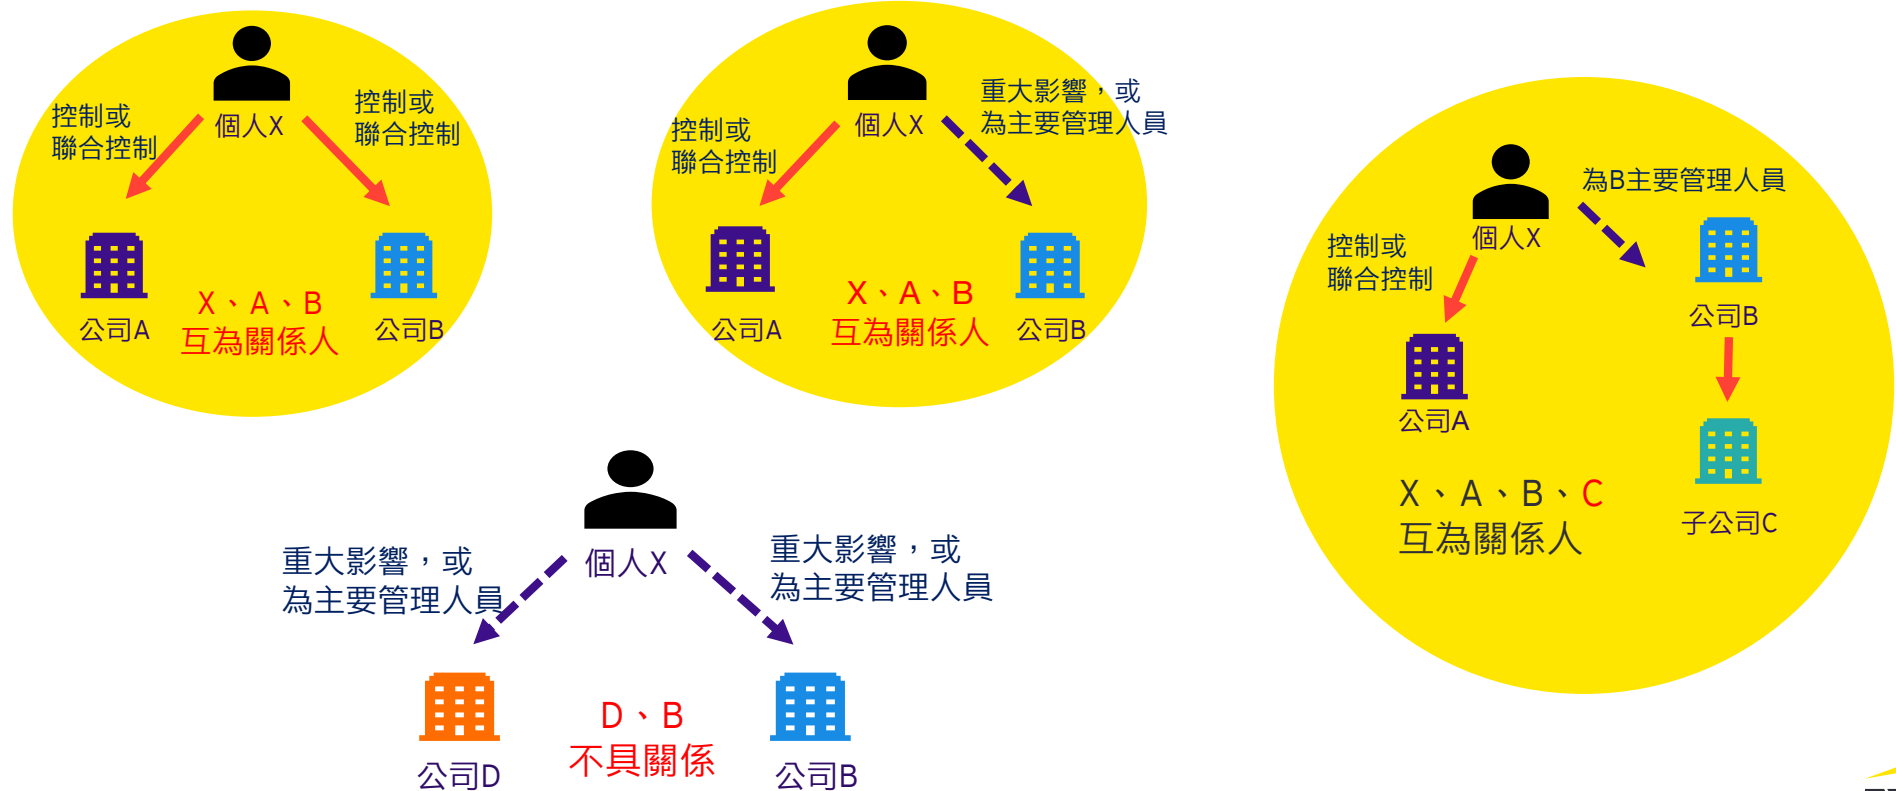 個人X
控制或
聯合控制
控制或
聯合控制
公司A
X、A、B
互為關係人
公司B
個人X
控制或
聯合控制
重大影響，或
為主要管理人員
公司A
X、A、B
互為關係人
公司B
個人X
為B主要管理人員
控制或
聯合控制
公司B
公司A
X、A、B、C
互為關係人
子公司C
個人X
重大影響，或
為主要管理人員
重大影響，或
為主要管理人員
D、B
不具關係
公司D
公司B